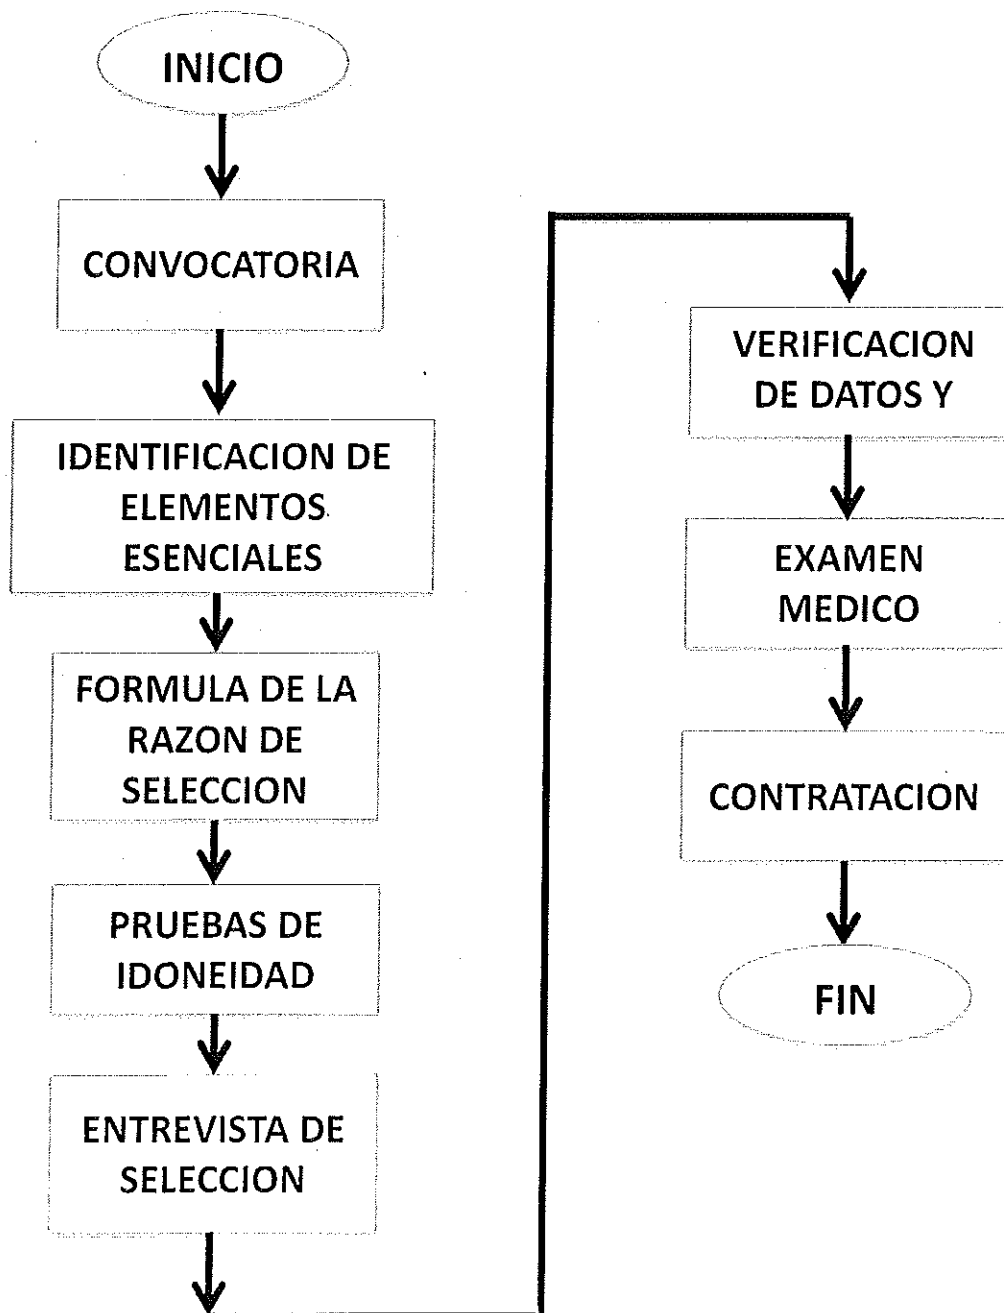 INICIO
CONVOCATORIA
IDENTIFICACION DE
ELEMENTOS
ESENCIALES
FORMULA DE LA
RAZON DE
SELECCION
PRUEBAS DE
IDONEIDAD
ENTREVISTA DE
SELECCION
VERIFICACION
DE DATOS Y
EXAMEN
MEDICO
CONTRATACION
FIN